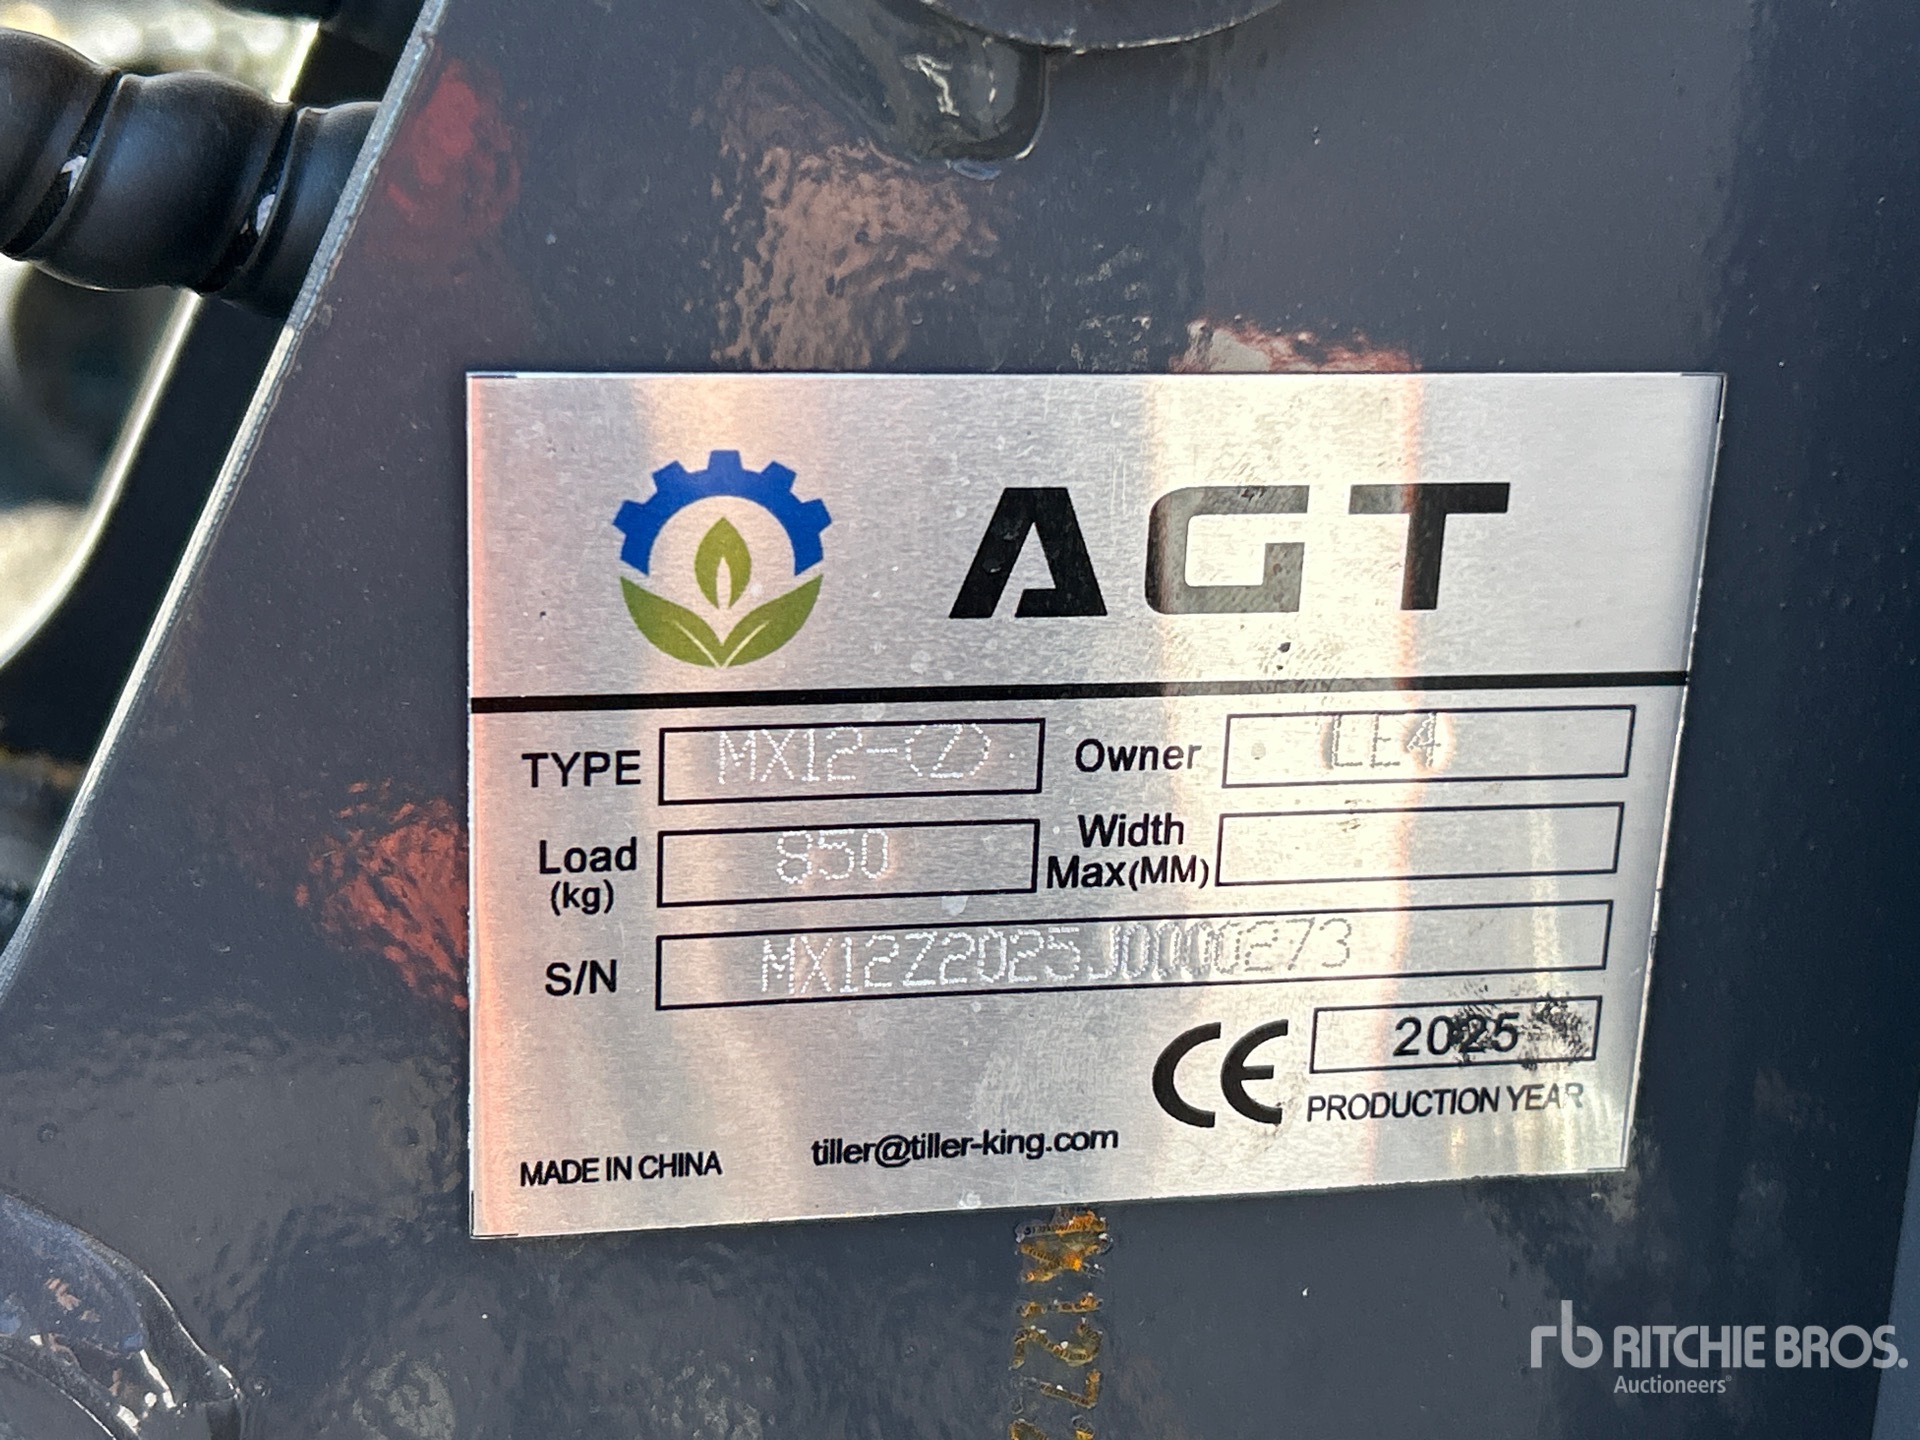 AGT
TYPE MX12-(Z) Owner LE4
Load (kg) 850 Width Max(MM)
S/N MX12Z2025J0000273
CE 2025
PRODUCTION YEAR
MADE IN CHINA tiller@tiller-king.com
rb RITCHIE BROS.
Auctioneers